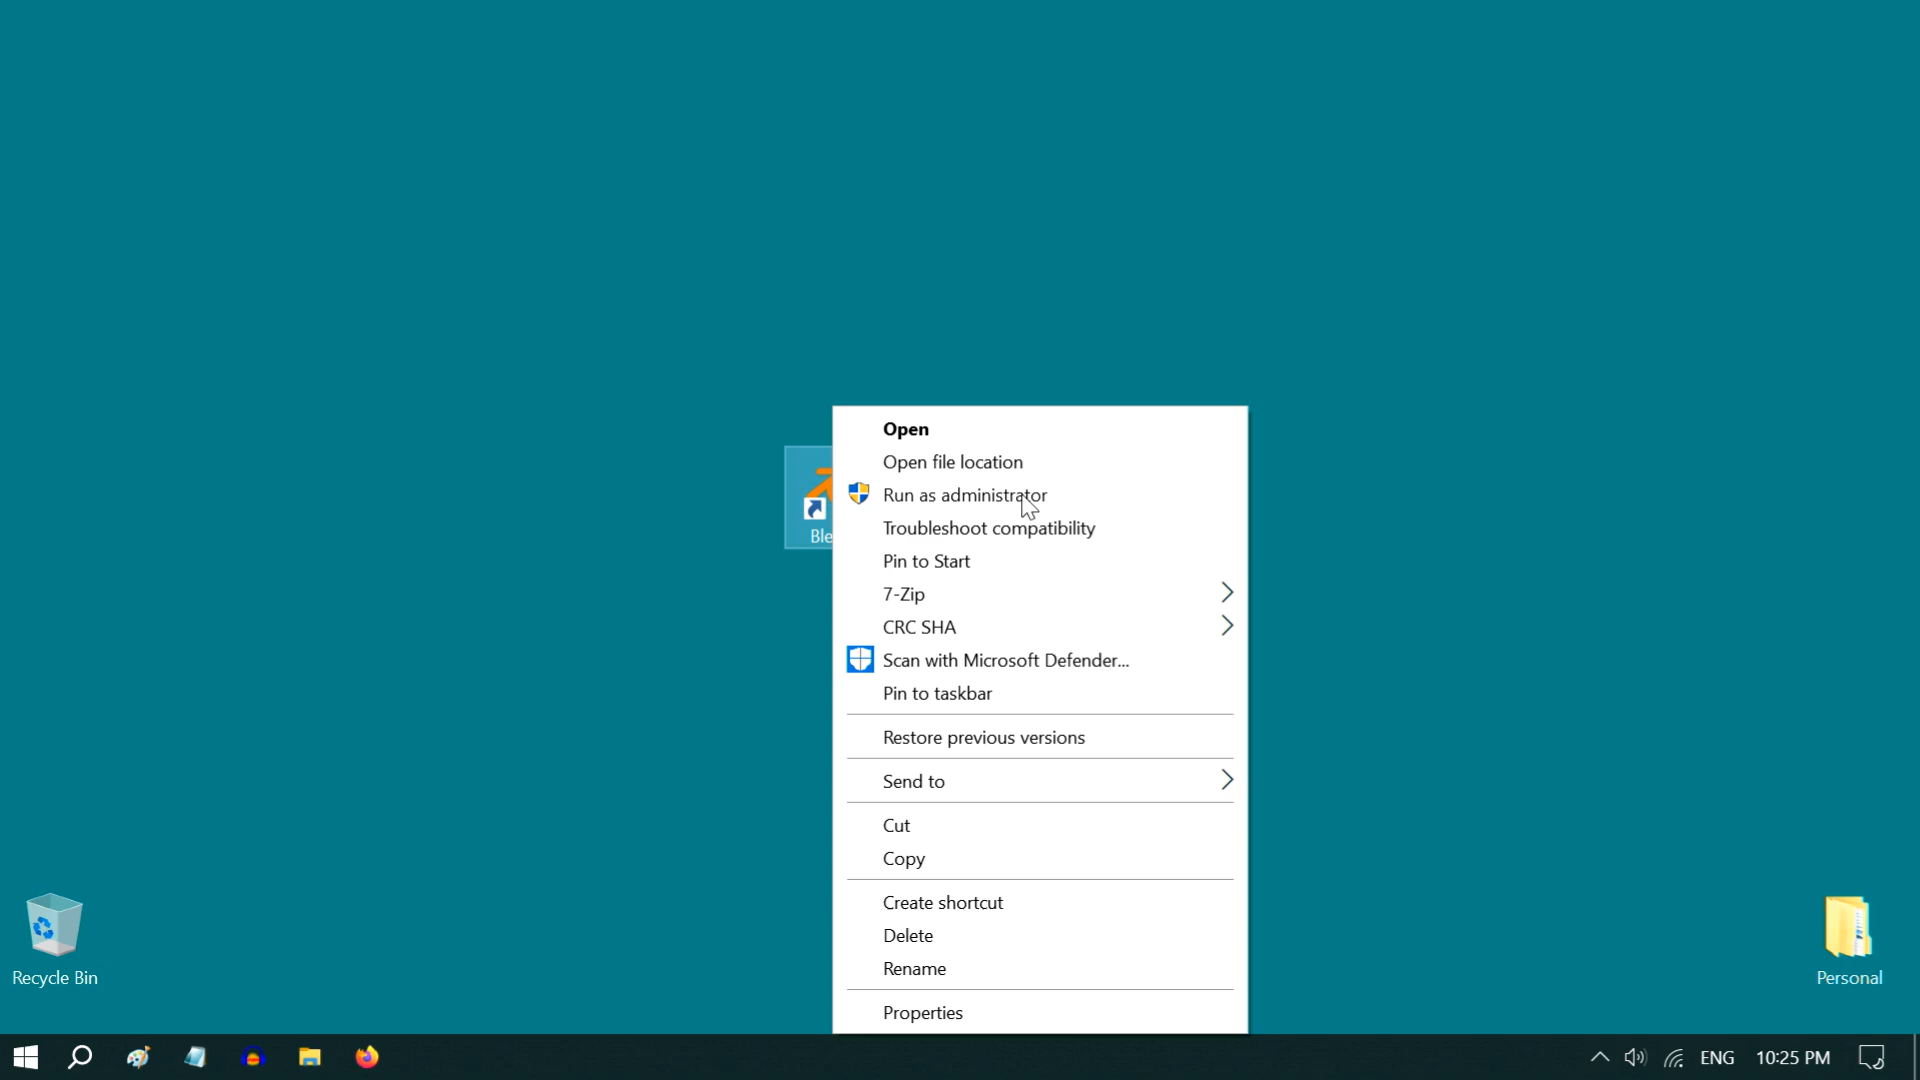 Open
Open file location
Run as administrator
Troubleshoot compatibility
Pin to Start
7-Zip
CRC SHA
Scan with Microsoft Defender...
Pin to taskbar
Restore previous versions
Send to
Cut
Copy
Create shortcut
Delete
Rename
Properties
Ble
Recycle Bin
Personal
ENG
10:25 PM